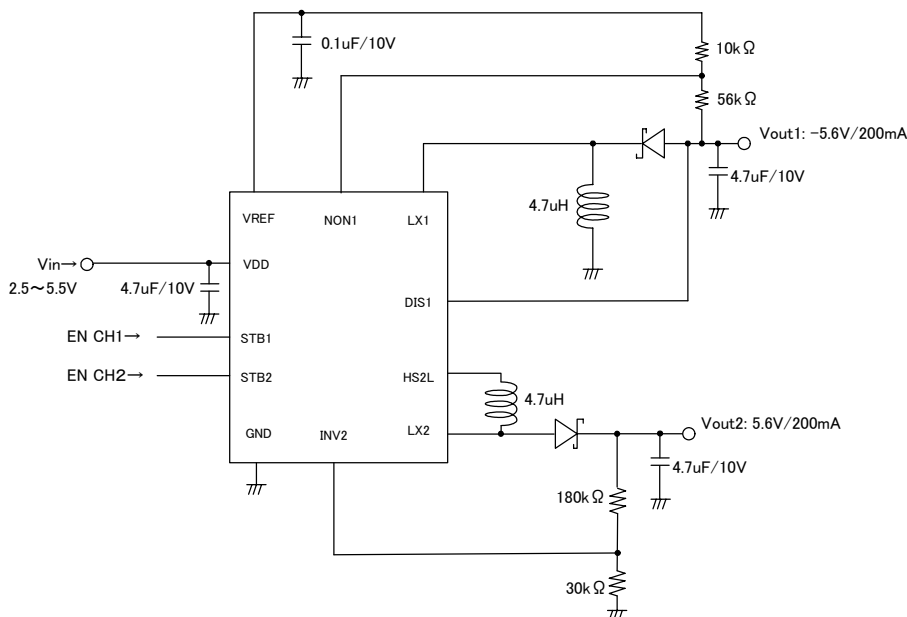 0.1uF/10V
10kΩ
56kΩ
Vout1: −5.6V/200mA
4.7uF/10V
4.7uH
VREF
NON1
LX1
Vin→
VDD
2.5～5.5V
4.7uF/10V
DIS1
EN CH1→
STB1
EN CH2→
STB2
HS2L
4.7uH
GND
INV2
LX2
Vout2: 5.6V/200mA
4.7uF/10V
180kΩ
30kΩ